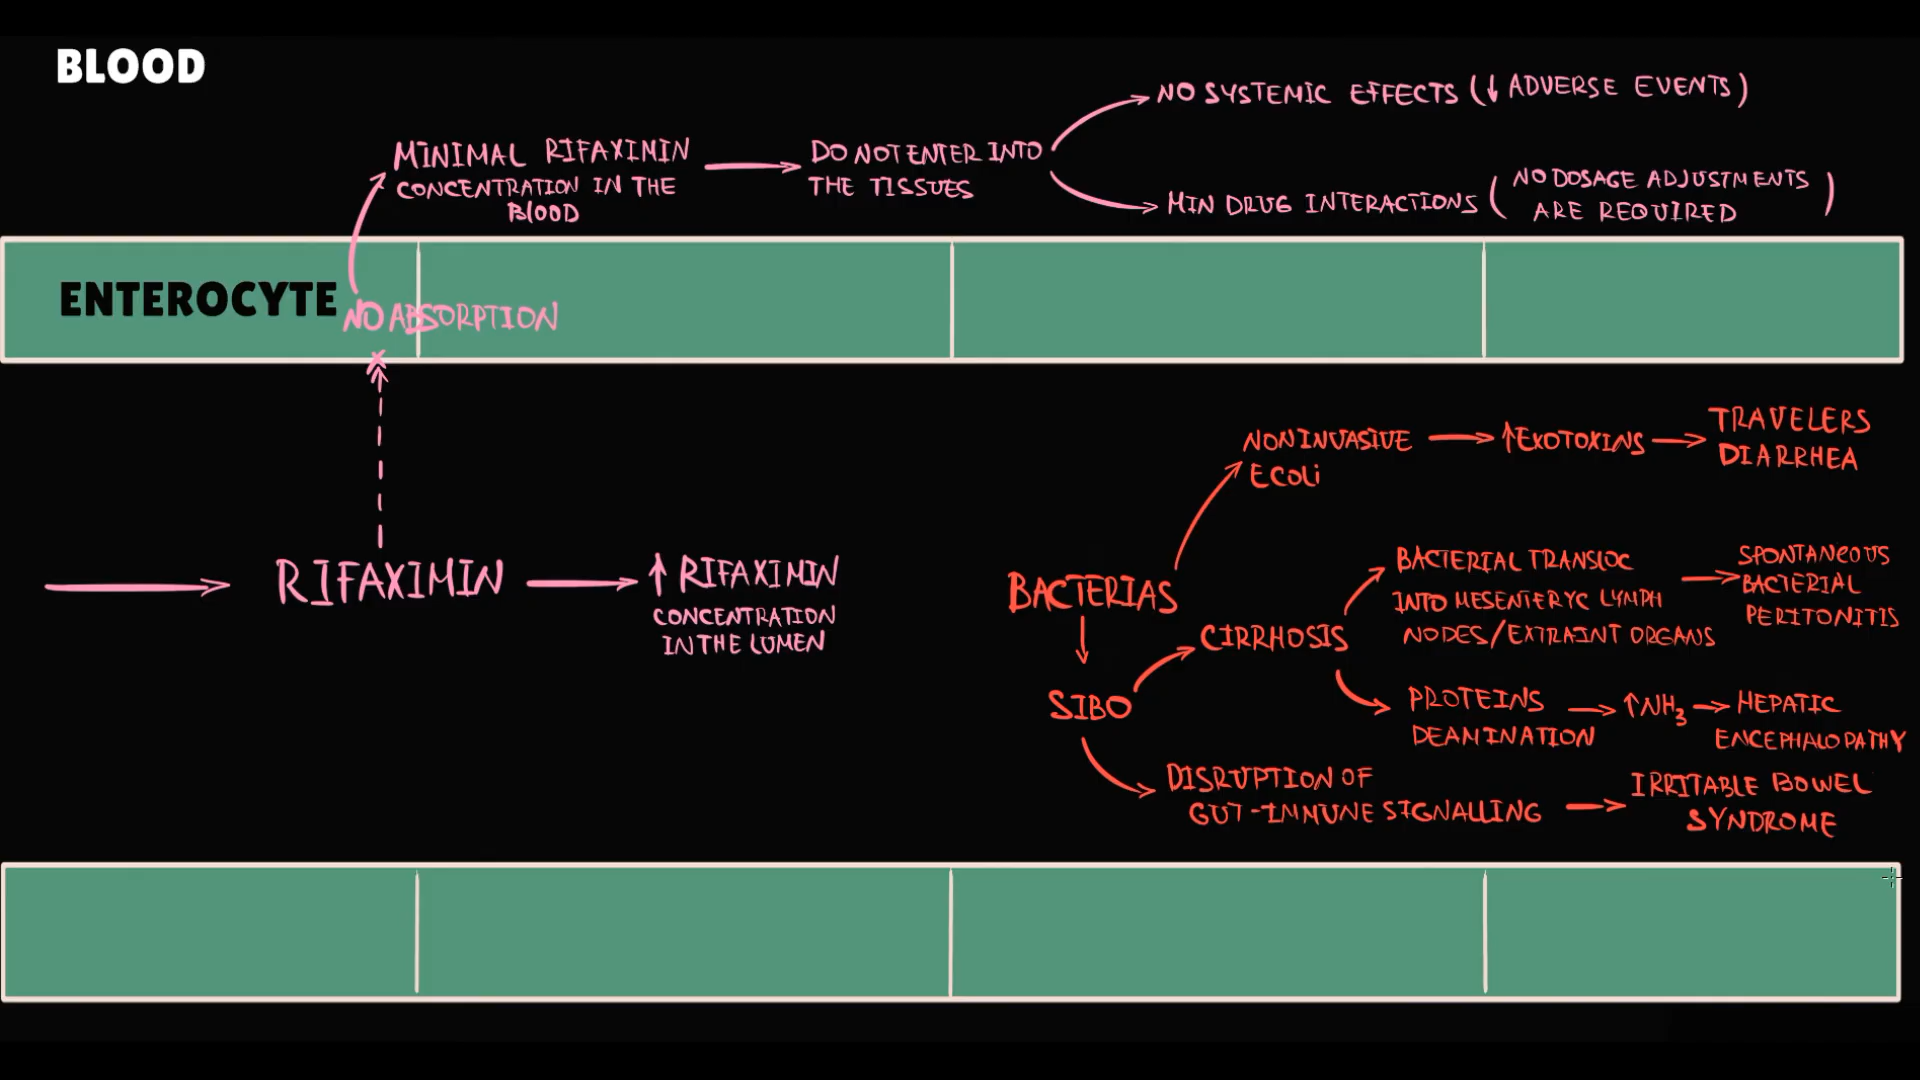 BLOOD
NO SYSTEMIC EFFECTS (↓ ADVERSE EVENTS)
MINIMAL RIFAXIMIN
CONCENTRATION IN THE
BLOOD
DO NOT ENTER INTO
THE TISSUES
MIN DRUG INTERACTIONS (NO DOSAGE ADJUSTMENTS
ARE REQUIRED)
ENTEROCYTE
NO ABSORPTION
RIFAXIMIN
↑ RIFAXIMIN
CONCENTRATION
IN THE LUMEN
BACTERIAS
NONINVASIVE
ECOLi
↑EXOTOXINS
TRAVELERS
DIARRHEA
SIBO
CIRRHOSIS
BACTERIAL TRANSLOC
INTO MESENTERYC LYMPH
NODES/EXTRAINT ORGANS
SPONTANEOUS
BACTERIAL
PERITONITIS
PROTEINS
DEAMINATION
↑NH3
HEPATIC
ENCEPHALOPATHY
DISRUPTION OF
GUT-IMMUNE SIGNALLING
IRRITABLE BOWEL
SYNDROME